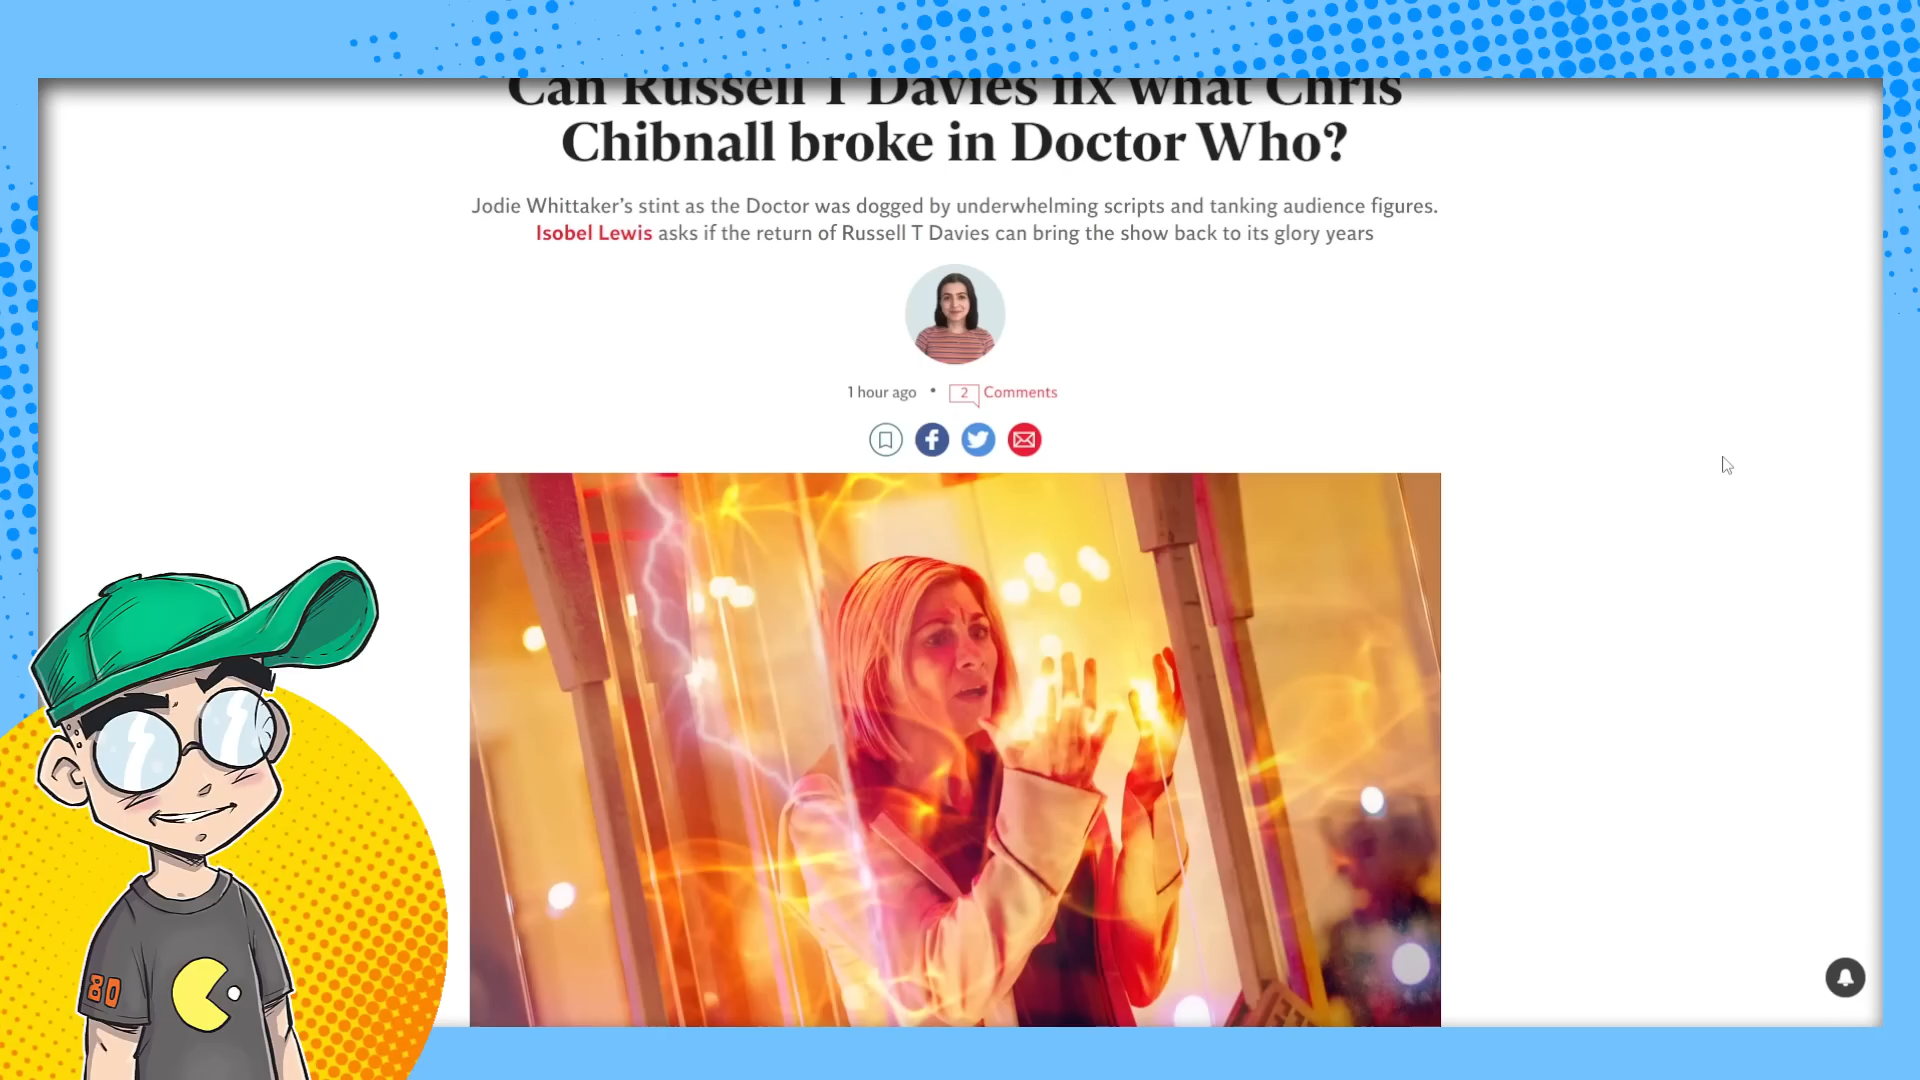 Can Russell T Davies fix what Chris
Chibnall broke in Doctor Who?
Jodie Whittaker’s stint as the Doctor was dogged by underwhelming scripts and tanking audience figures.
Isobel Lewis asks if the return of Russell T Davies can bring the show back to its glory years
1 hour ago • 2 Comments
80